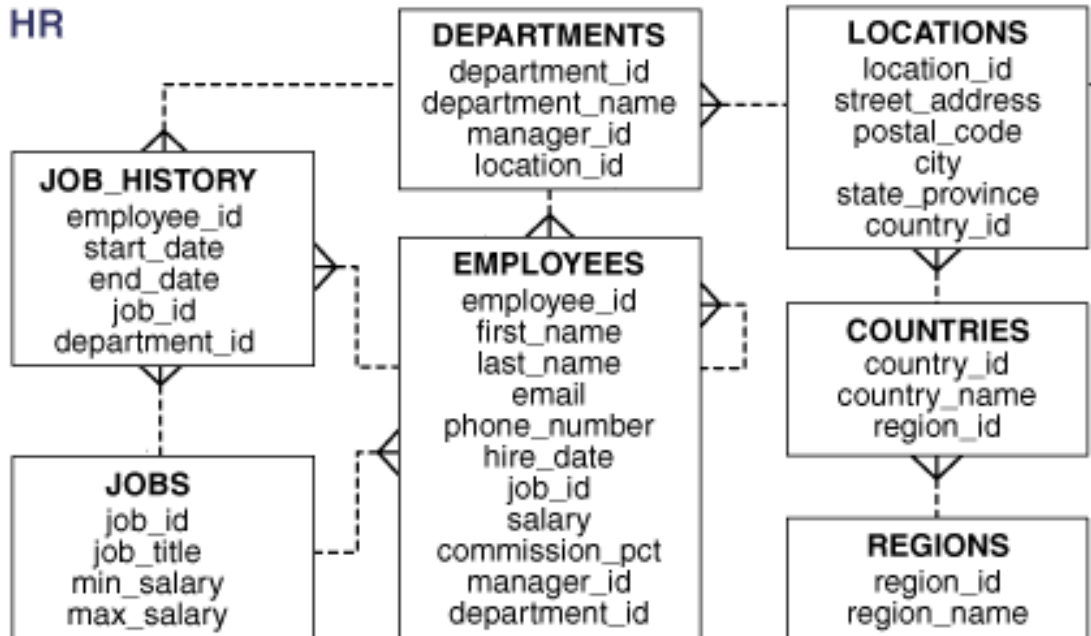 HR
DEPARTMENTS
department_id
department_name
manager_id
location_id
LOCATIONS
location_id
street_address
postal_code
city
state_province
country_id
JOB_HISTORY
employee_id
start_date
end_date
job_id
department_id
EMPLOYEES
employee_id
first_name
last_name
email
phone_number
hire_date
job_id
salary
commission_pct
manager_id
department_id
COUNTRIES
country_id
country_name
region_id
JOBS
job_id
job_title
min_salary
max_salary
REGIONS
region_id
region_name